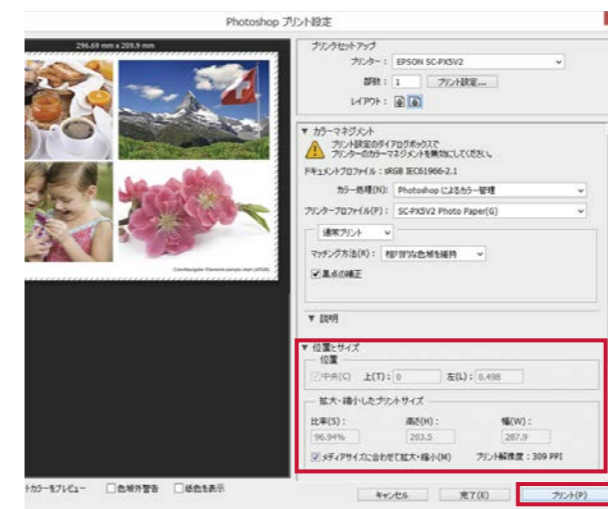 Photoshop プリント設定
296.69 mm x 209.9 mm
プリンタセットアップ
プリンター： EPSON SC-PX5V2
部数： 1 プリント設定...
レイアウト：
▼ カラーマネジメント
プリント設定のダイアログボックスで
プリンターのカラーマネジメントを無効にしてください。
ドキュメントプロファイル：sRGB IEC61966-2.1
カラー処理(N)： Photoshop によるカラー管理
プリンタープロファイル(P)： SC-PX5V2 Photo Paper(G)
通常プリント
マッチング方法(R)： 相対的な色域を維持
黒点の補正
▼ 説明
▼ 位置とサイズ
位置
中央(C) 上(T)： 0 左(L)： 0.498
拡大・縮小したプリントサイズ
比率(S)： 高さ(H)： 幅(W)：
96.94% 203.5 287.9
メディアサイズに合わせて拡大・縮小(M) プリント解像度：309 PPI
ColorNavigator Elements sample chart (sRGB)
トカラーをプレビュー 色域外警告 紙色を表示
キャンセル 完了(E) プリント(P)